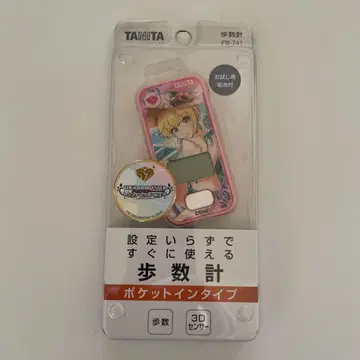 TANITA
歩数計
FB-741
お試し用
電池付
TANITA
設定いらずで
すぐに使える
歩数計
ポケットインタイプ
歩数
3D
センサー